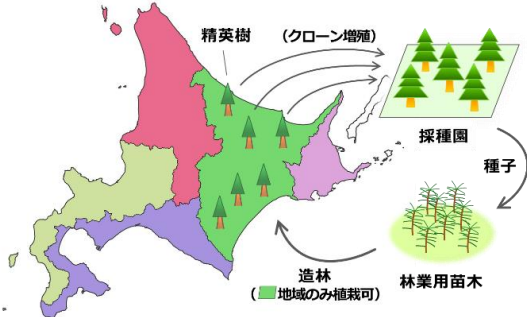 精英樹
（クローン増殖）
採種園
種子
林業用苗木
造林
（ 地域のみ植栽可）